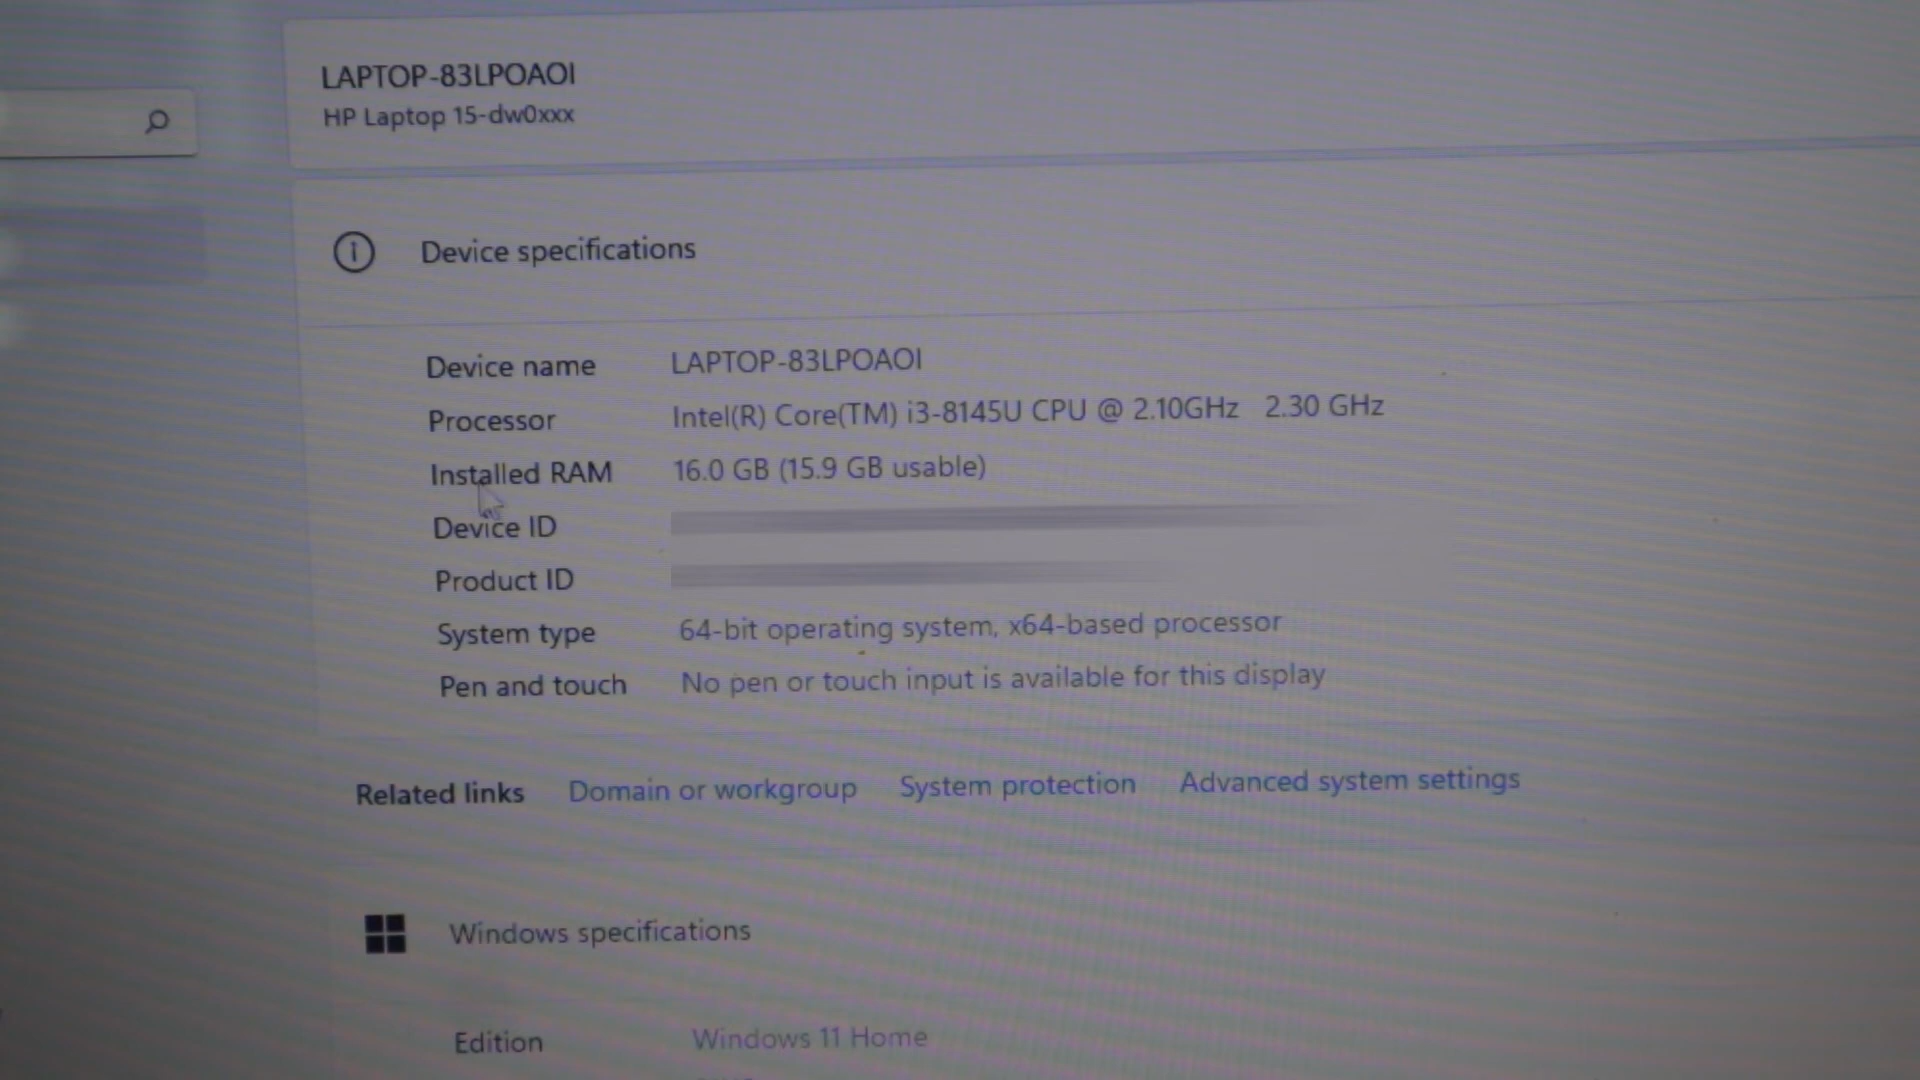 LAPTOP-83LPOAOI
HP Laptop 15-dw0xxx
Device specifications
Device name LAPTOP-83LPOAOI
Processor Intel(R) Core(TM) i3-8145U CPU @ 2.10GHz 2.30 GHz
Installed RAM 16.0 GB (15.9 GB usable)
Device ID
Product ID
System type 64-bit operating system, x64-based processor
Pen and touch No pen or touch input is available for this display
Related links Domain or workgroup System protection Advanced system settings
Windows specifications
Edition Windows 11 Home